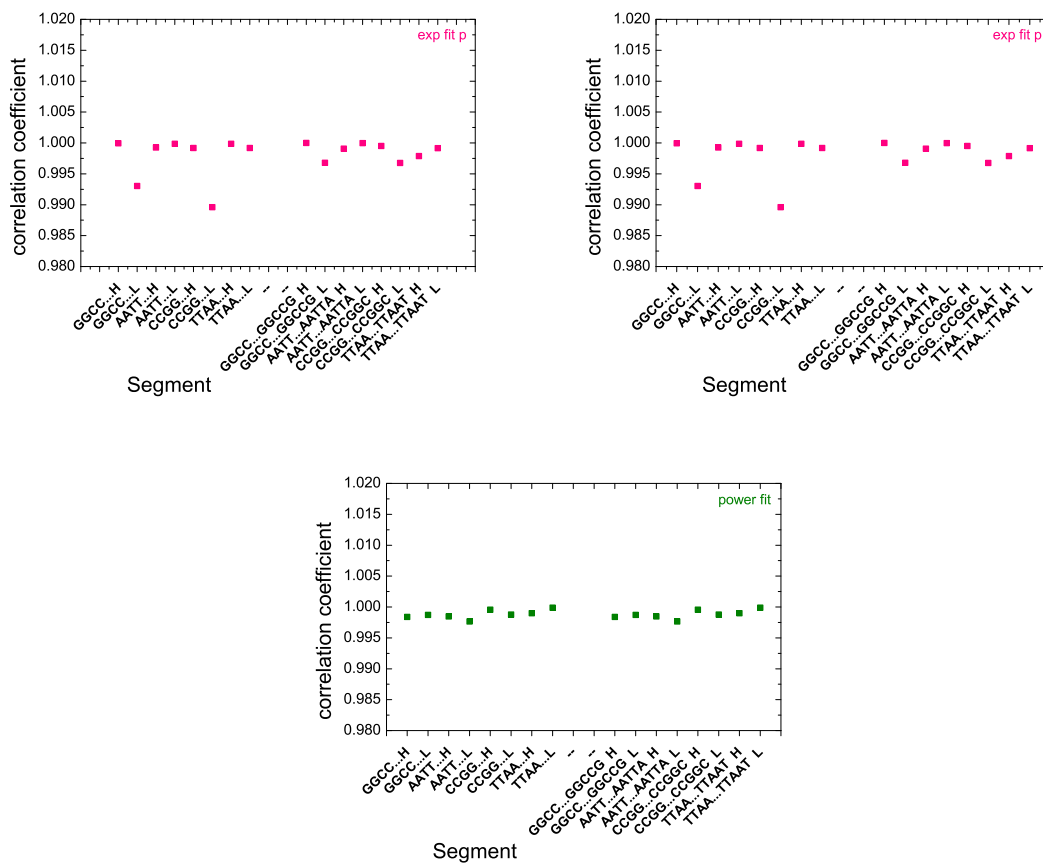 1.020
1.015
1.010
1.005
1.000
0.995
0.990
0.985
0.980
correlation coefficient
exp fit p
GGCC...H
GGCC...L
AATT...H
AATT...L
CCGG...H
CCGG...L
TTAA...H
TTAA...L
--
--
GGCC...GGCCG H
GGCC...GGCCG L
AATT...AATTA H
AATT...AATTA L
CCGG...CCGGC H
CCGG...CCGGC L
TTAA...TTAAT H
TTAA...TTAAT L
Segment
1.020
1.015
1.010
1.005
1.000
0.995
0.990
0.985
0.980
correlation coefficient
exp fit p
GGCC...H
GGCC...L
AATT...H
AATT...L
CCGG...H
CCGG...L
TTAA...H
TTAA...L
--
--
GGCC...GGCCG H
GGCC...GGCCG L
AATT...AATTA H
AATT...AATTA L
CCGG...CCGGC H
CCGG...CCGGC L
TTAA...TTAAT H
TTAA...TTAAT L
Segment
1.020
1.015
1.010
1.005
1.000
0.995
0.990
0.985
0.980
correlation coefficient
power fit
GGCC...H
GGCC...L
AATT...H
AATT...L
CCGG...H
CCGG...L
TTAA...H
TTAA...L
--
--
GGCC...GGCCG H
GGCC...GGCCG L
AATT...AATTA H
AATT...AATTA L
CCGG...CCGGC H
CCGG...CCGGC L
TTAA...TTAAT H
TTAA...TTAAT L
Segment